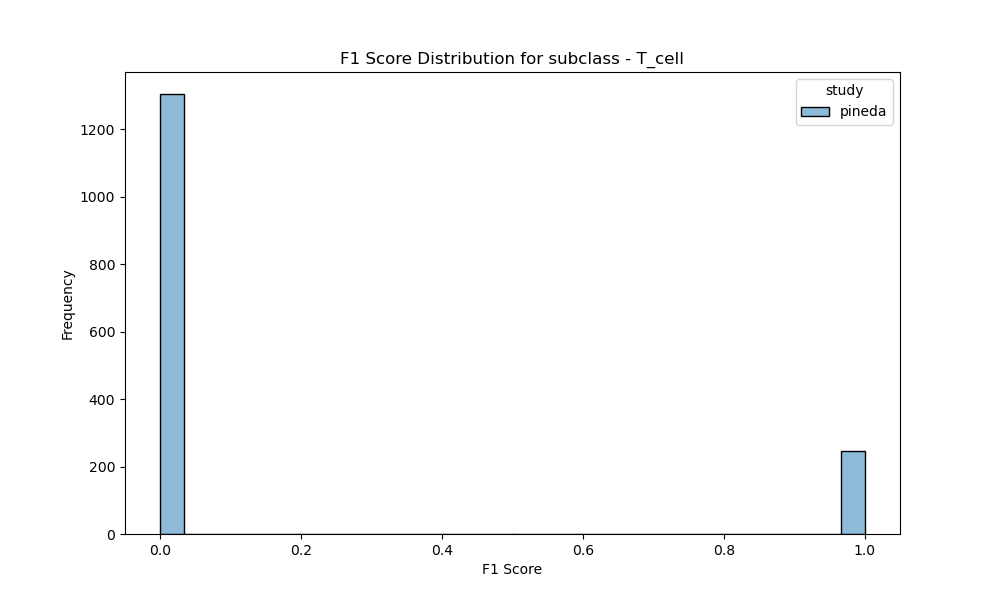 F1 Score Distribution for subclass - T_cell
study
pineda
1200
1000
800
600
400
200
0
Frequency
0.0 0.2 0.4 0.6 0.8 1.0
F1 Score